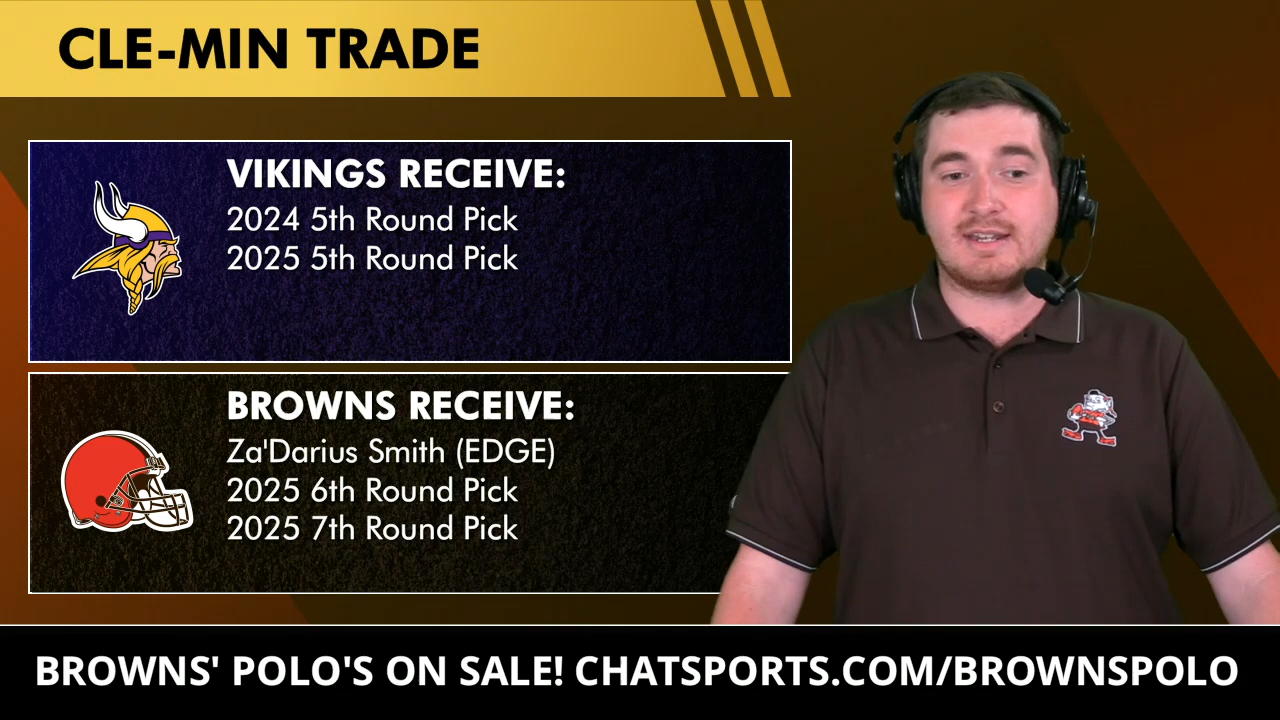 CLE-MIN TRADE
VIKINGS RECEIVE:
2024 5th Round Pick
2025 5th Round Pick
BROWNS RECEIVE:
Za'Darius Smith (EDGE)
2025 6th Round Pick
2025 7th Round Pick
BROWNS' POLO'S ON SALE! CHATSPORTS.COM/BROWNSPOLO